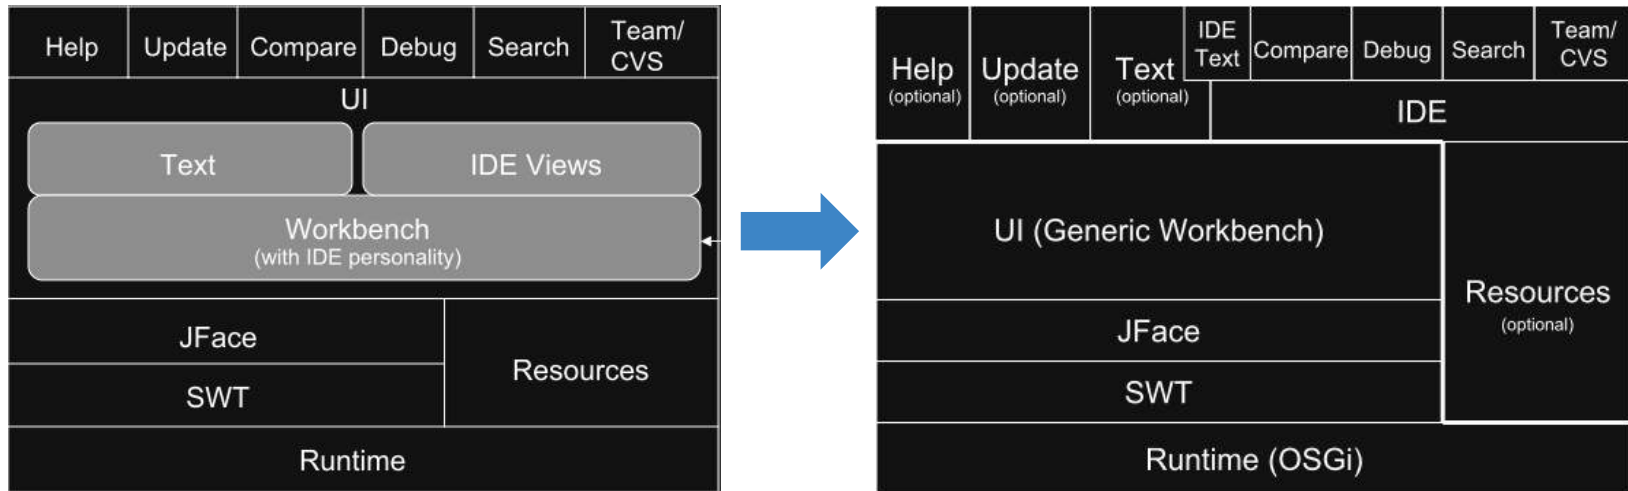 Help
Update
Compare
Debug
Search
Team/
CVS
UI
Text
IDE Views
Workbench
(with IDE personality)
JFace
SWT
Resources
Runtime
Help
(optional)
Update
(optional)
Text
(optional)
IDE
Text
Compare
Debug
Search
Team/
CVS
IDE
UI (Generic Workbench)
JFace
SWT
Resources
(optional)
Runtime (OSGi)